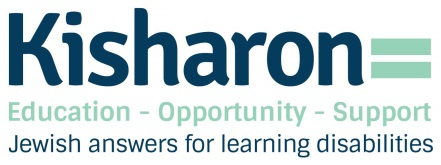 Kisharon
Education - Opportunity - Support
Jewish answers for learning disabilities